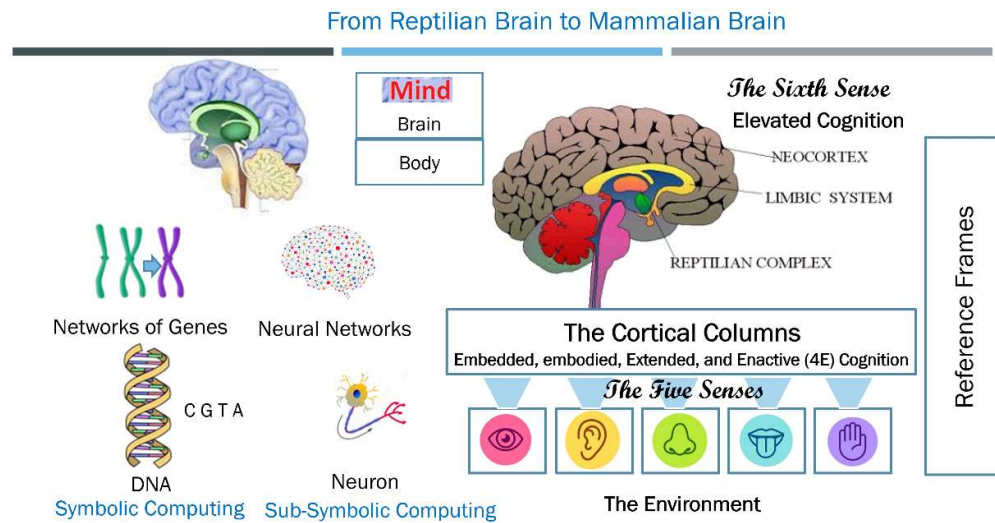 From Reptilian Brain to Mammalian Brain
Mind
Brain
Body
The Sixth Sense
Elevated Cognition
NEOCORTEX
LIMBIC SYSTEM
REPTILIAN COMPLEX
Reference Frames
Networks of Genes
Neural Networks
The Cortical Columns
Embedded, embodied, Extended, and Enactive (4E) Cognition
The Five Senses
C G T A
DNA
Neuron
Symbolic Computing
Sub-Symbolic Computing
The Environment